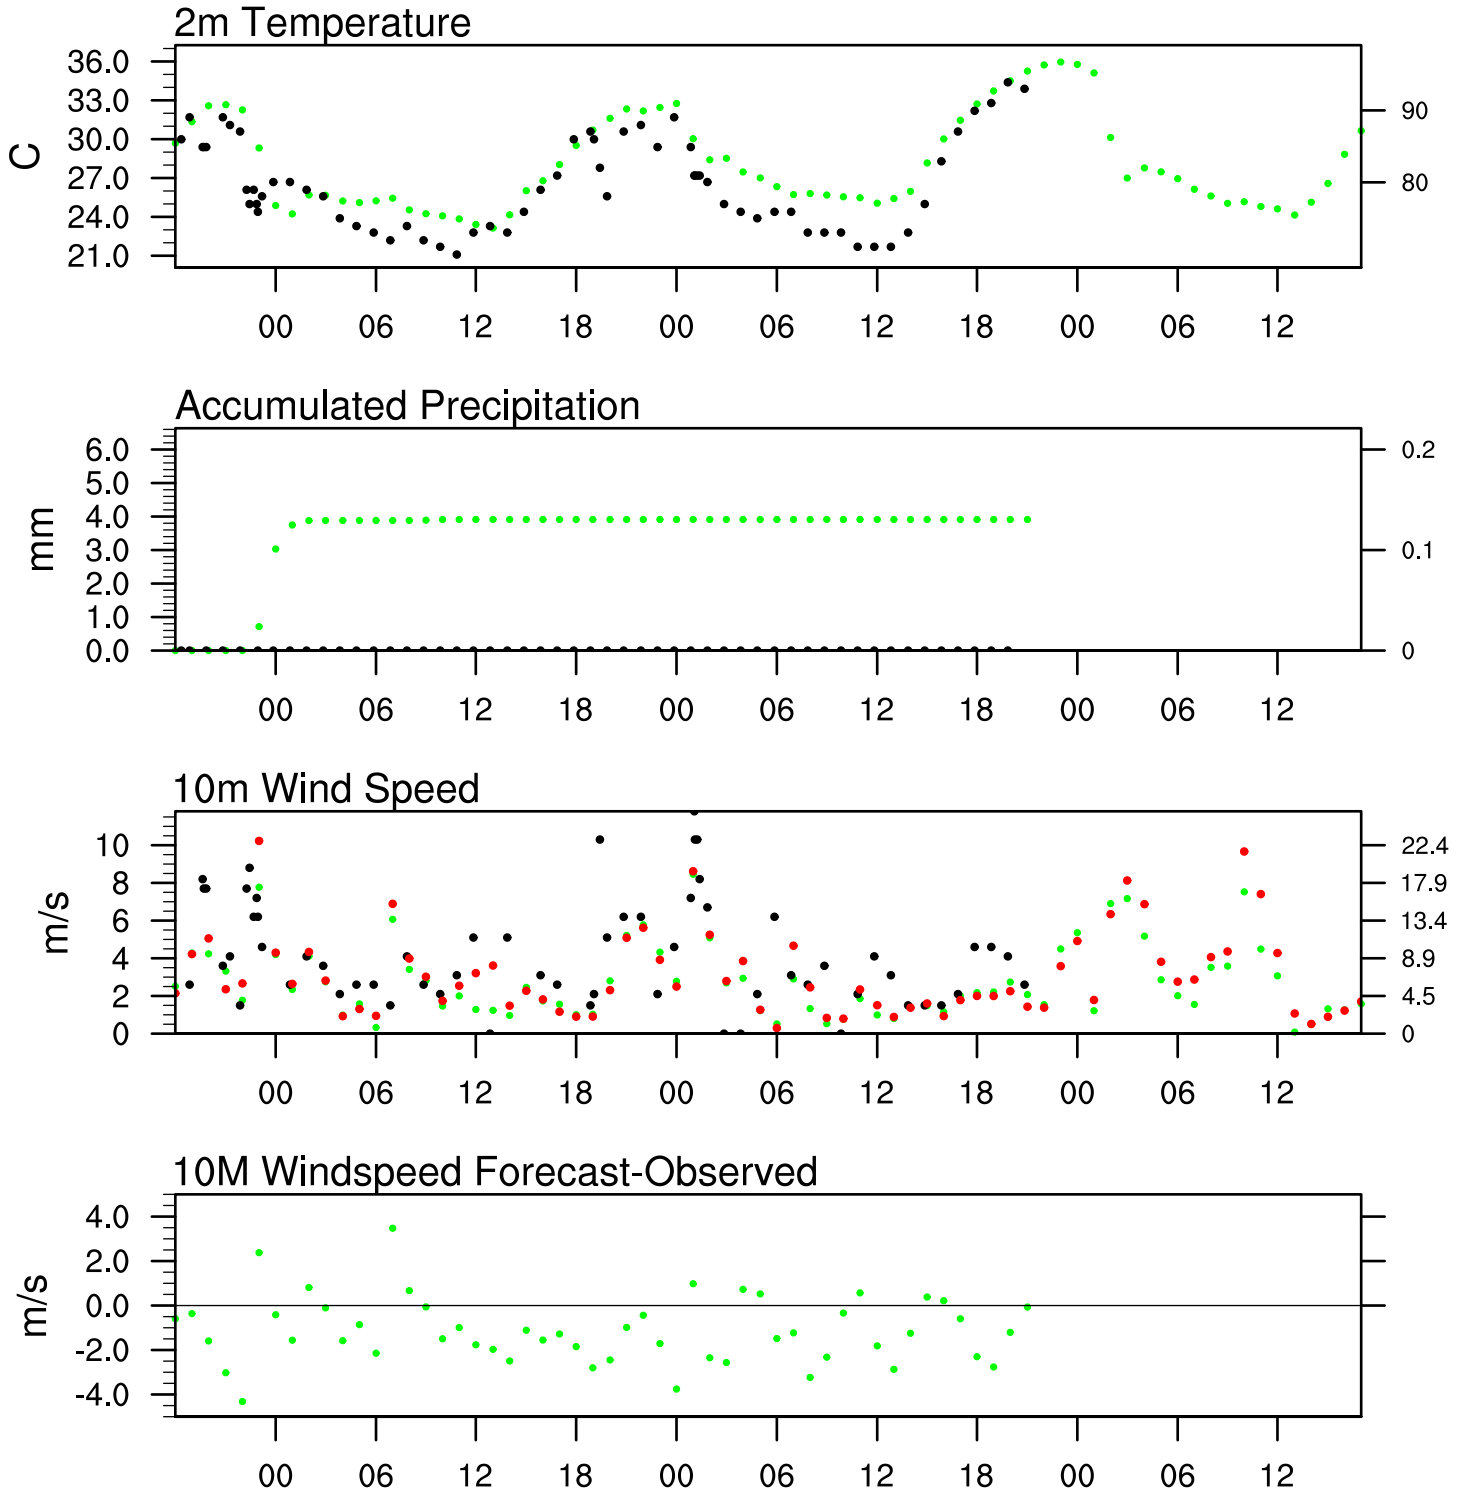 2m Temperature
36.0
33.0
30.0
27.0
24.0
21.0
C
90
80
00 06 12 18 00 06 12 18 00 06 12
Accumulated Precipitation
6.0
5.0
4.0
3.0
2.0
1.0
0.0
mm
0.2
0.1
0
00 06 12 18 00 06 12 18 00 06 12
10m Wind Speed
10
8
6
4
2
0
m/s
22.4
17.9
13.4
8.9
4.5
0
00 06 12 18 00 06 12 18 00 06 12
10M Windspeed Forecast-Observed
4.0
2.0
0.0
-2.0
-4.0
m/s
00 06 12 18 00 06 12 18 00 06 12